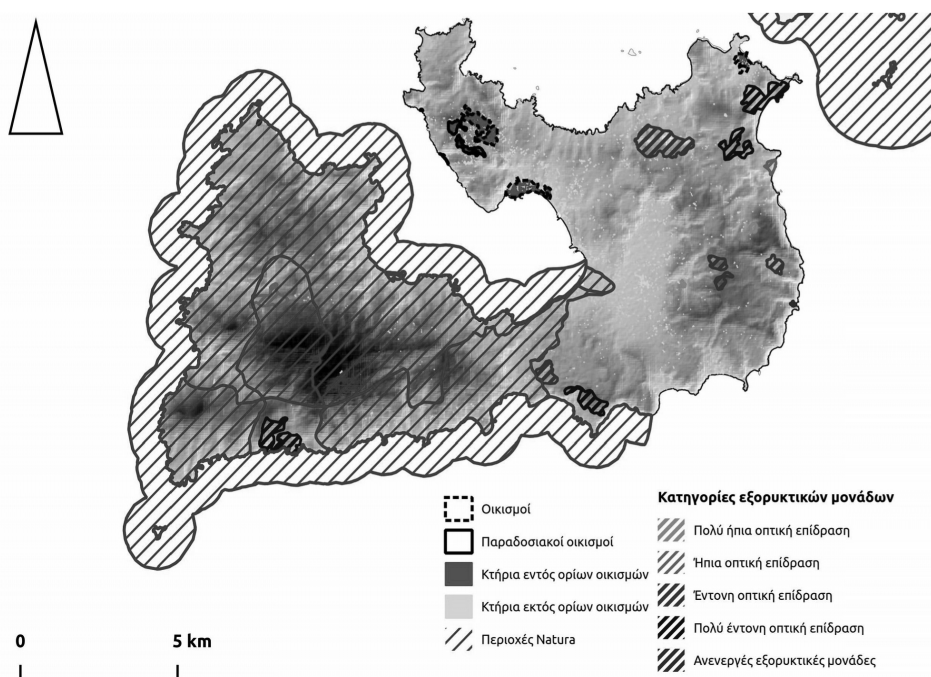 Οικισμοί
Παραδοσιακοί οικισμοί
Κτήρια εντός ορίων οικισμών
Κτήρια εκτός ορίων οικισμών
Περιοχές Natura
Κατηγορίες εξορυκτικών μονάδων
Πολύ ήπια οπτική επίδραση
Ήπια οπτική επίδραση
Έντονη οπτική επίδραση
Πολύ έντονη οπτική επίδραση
Ανενεργές εξορυκτικές μονάδες
0 5 km